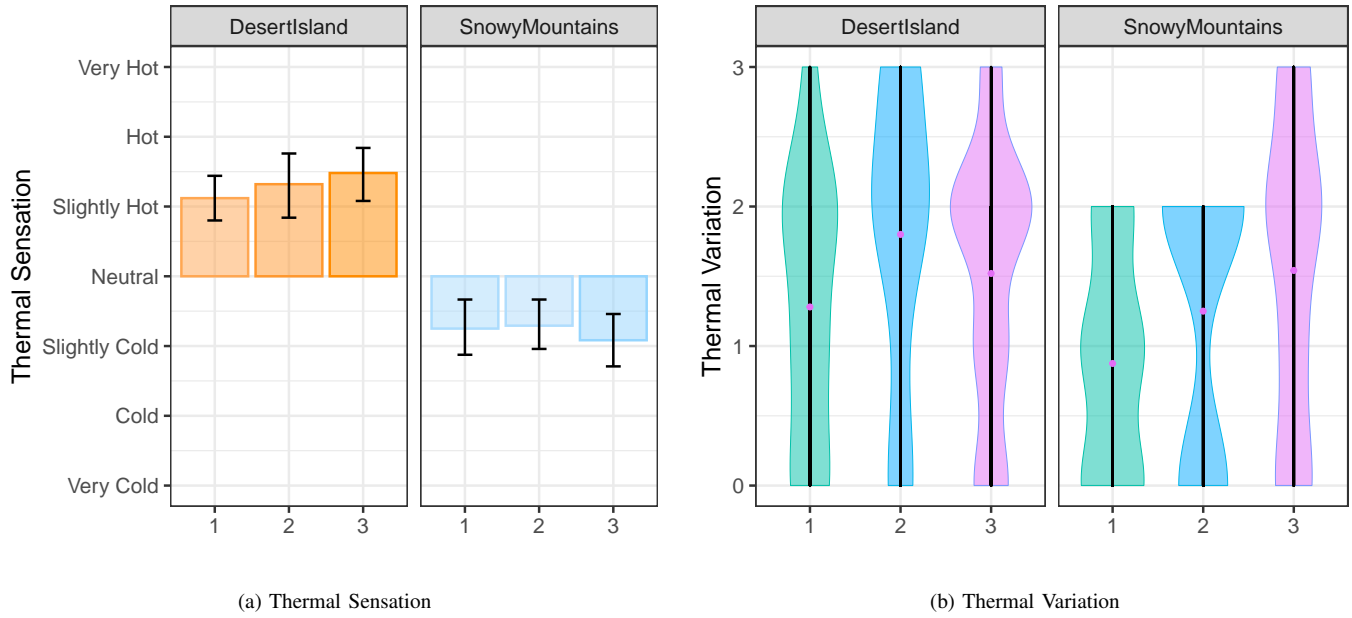 DesertIsland SnowyMountains
Very Hot
Hot
Slightly Hot
Neutral
Slightly Cold
Cold
Very Cold
Thermal Sensation
1 2 3 1 2 3
(a) Thermal Sensation
DesertIsland SnowyMountains
3
2
1
0
Thermal Variation
1 2 3 1 2 3
(b) Thermal Variation